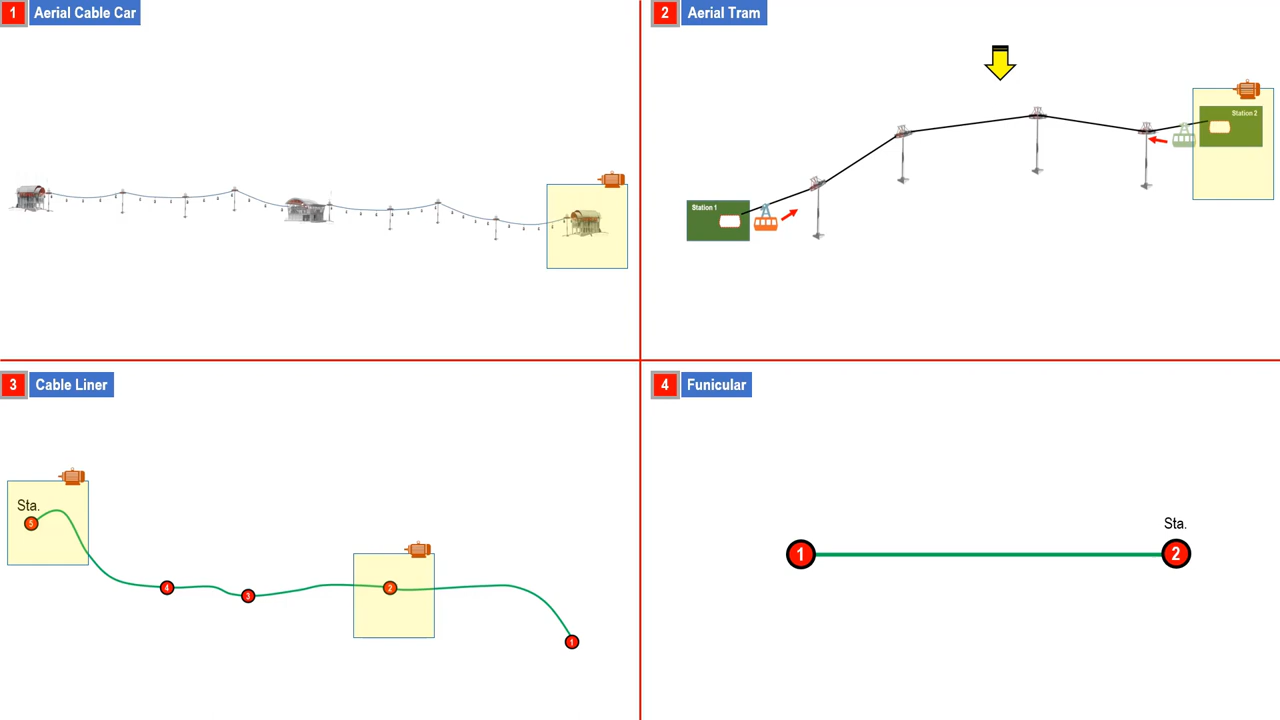 1 Aerial Cable Car
2 Aerial Tram
Station 2
Station 1
3 Cable Liner
4 Funicular
Sta.
5
4
3
2
1
Sta.
1
2